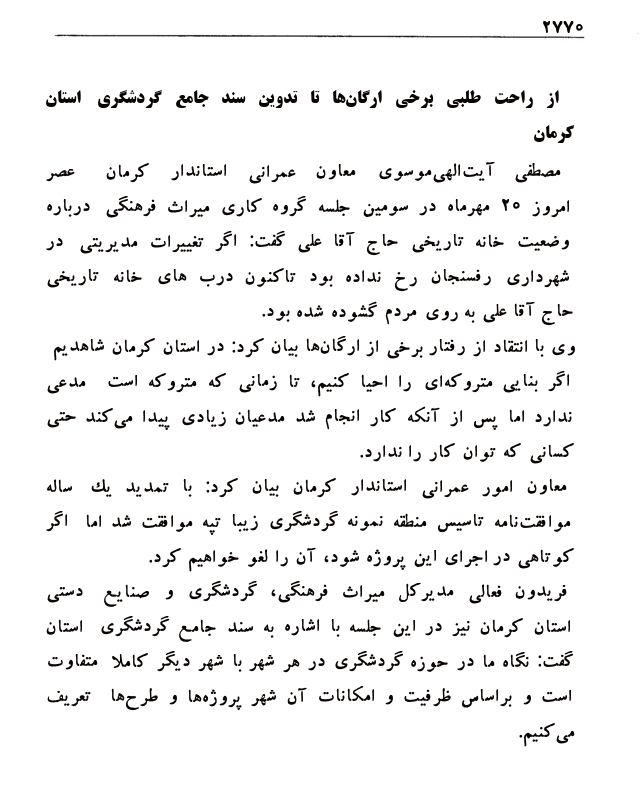 ۲۷۷۰
از راحت طلبی برخی ارگان‌ها تا تدوین سند جامع گردشگری استان
کرمان
مصطفی آیت‌الهی‌موسوی معاون عمرانی استاندار کرمان عصر
امروز ۲۰ مهرماه در سومین جلسه گروه کاری میراث فرهنگی درباره
وضعیت خانه تاریخی حاج آقا علی گفت: اگر تغییرات مدیریتی در
شهرداری رفسنجان رخ نداده بود تاکنون درب های خانه تاریخی
حاج آقا علی به روی مردم گشوده شده بود.
وی با انتقاد از رفتار برخی از ارگان‌ها بیان کرد: در استان کرمان شاهدیم
اگر بنایی متروکه‌ای را احیا کنیم، تا زمانی که متروکه است مدعی
ندارد اما پس از آنکه کار انجام شد مدعیان زیادی پیدا می‌کند حتی
کسانی که توان کار را ندارد.
معاون امور عمرانی استاندار کرمان بیان کرد: با تمدید یك ساله
موافقت‌نامه تاسیس منطقه نمونه گردشگری زیبا تپه موافقت شد اما اگر
کوتاهی در اجرای این پروژه شود، آن را لغو خواهیم کرد.
فریدون فعالی مدیرکل میراث فرهنگی، گردشگری و صنایع دستی
استان کرمان نیز در این جلسه با اشاره به سند جامع گردشگری استان
گفت: نگاه ما در حوزه گردشگری در هر شهر با شهر دیگر کاملا متفاوت
است و براساس ظرفیت و امکانات آن شهر پروژه‌ها و طرح‌ها تعریف
می‌کنیم.